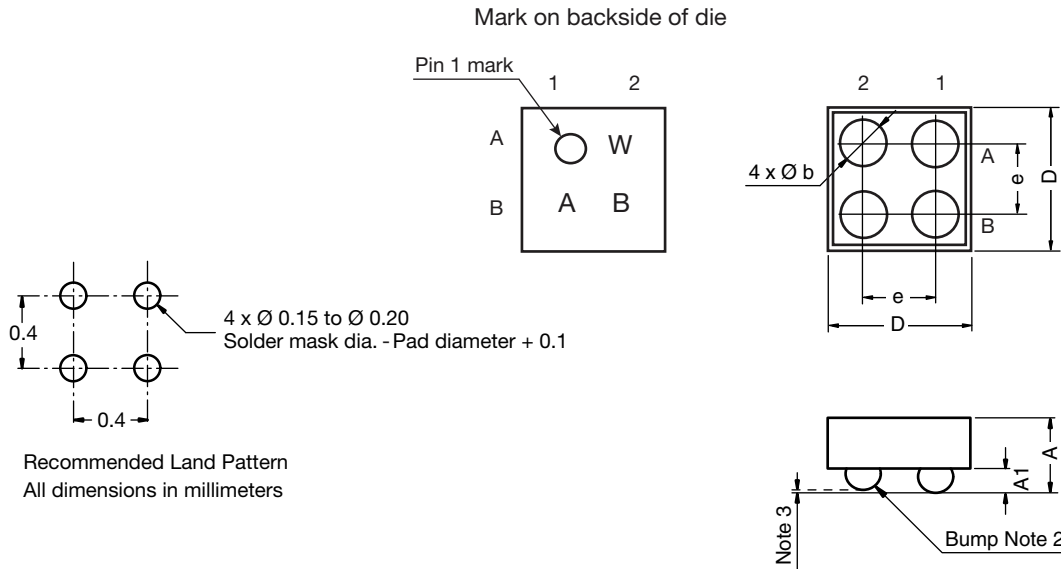 Mark on backside of die
Pin 1 mark
1 2
2 1
A
W
B
A B
4 x Ø b
A
B
e
D
e
D
0.4
4 x Ø 0.15 to Ø 0.20
Solder mask dia. - Pad diameter + 0.1
0.4
Recommended Land Pattern
All dimensions in millimeters
A
A1
Note 3
Bump Note 2